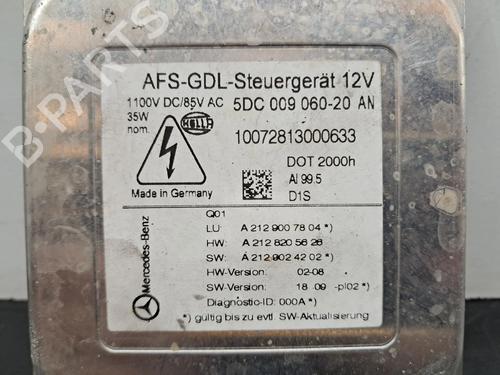 AFS-GDL-Steuergerät 12V
1100V DC/85V AC 5DC 009 060-20 AN
35W
nom.
HELLA
10072813000633
DOT 2000h
Al 99.5
D1S
Made in Germany
Q01
LU: A 212 900 78 04 *)
HW: A 212 820 56 26
SW: A 212 902 42 02 *)
HW-Version: 02-08
SW-Version: 18 09 -pl02 *)
Diagnostic-ID: 000A *)
*) gültig bis zu evtl. SW-Aktualisierung
Mercedes-Benz
B-PARTS